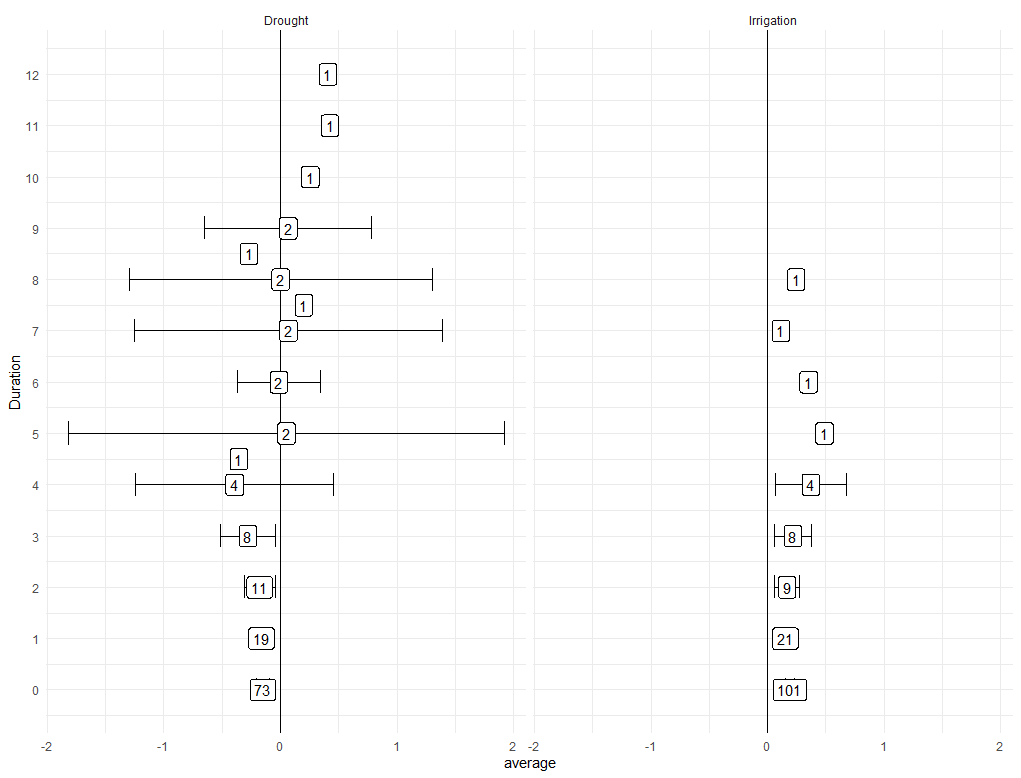 Drought Irrigation
12 1
11 1
10 1
9 2
1
8 2 1
1
7 2 1
6 2 1
5 2 1
1
4 4 4
3 8 8
2 11 9
1 19 21
0 73 101
Duration
-2 -1 0 1 2 -2 -1 0 1 2
average